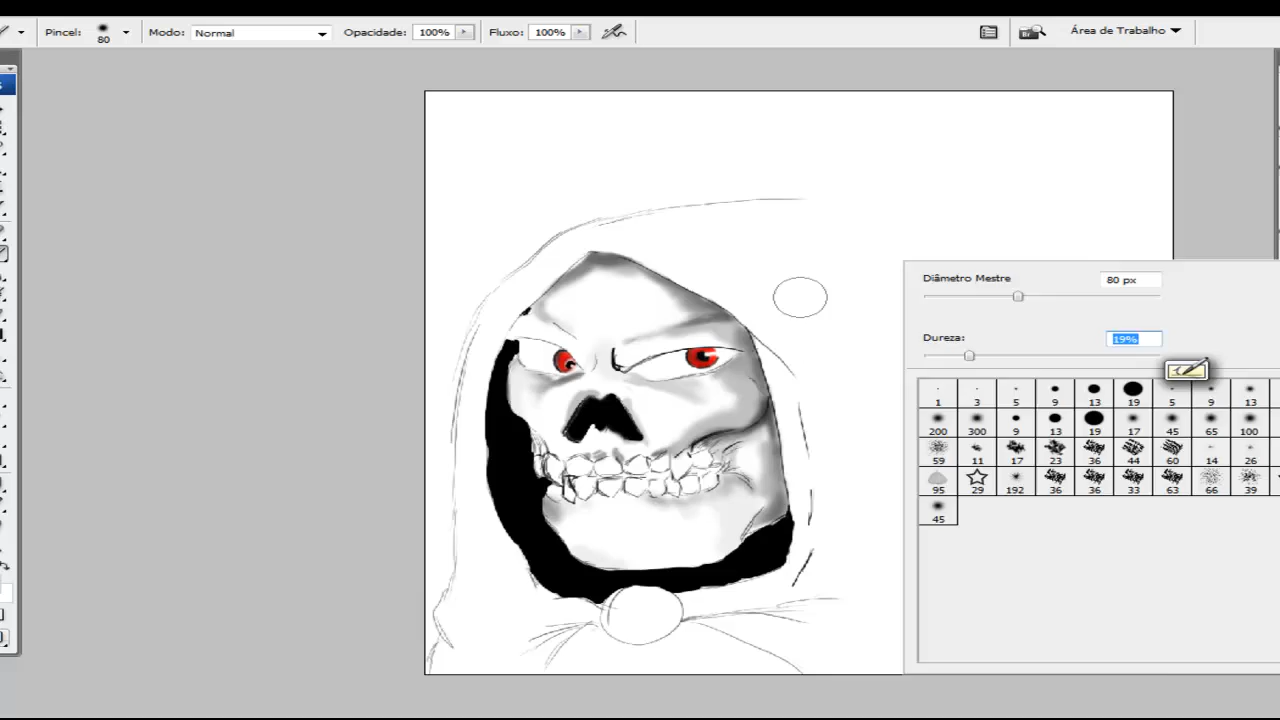 Pincel: 80 Modo: Normal Opacidade: 100% Fluxo: 100% Área de Trabalho
Diâmetro Mestre 80 px
Dureza: 19%
1 3 5 9 13 19 5 9 13
200 300 9 13 19 17 45 65 100
59 11 17 23 36 44 60 14 26
95 29 192 36 36 33 63 66 39
45